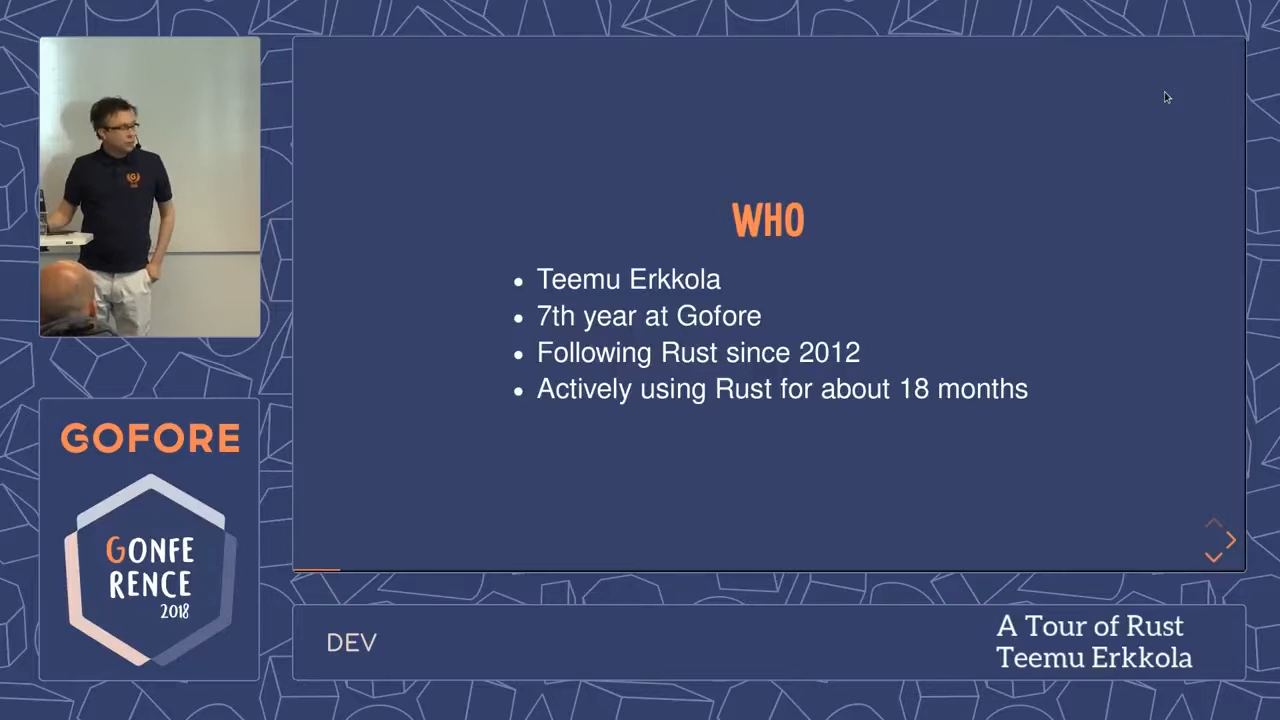 WHO
Teemu Erkkola
7th year at Gofore
Following Rust since 2012
Actively using Rust for about 18 months
GOFORE
GONFE
RENCE
2018
DEV
A Tour of Rust
Teemu Erkkola